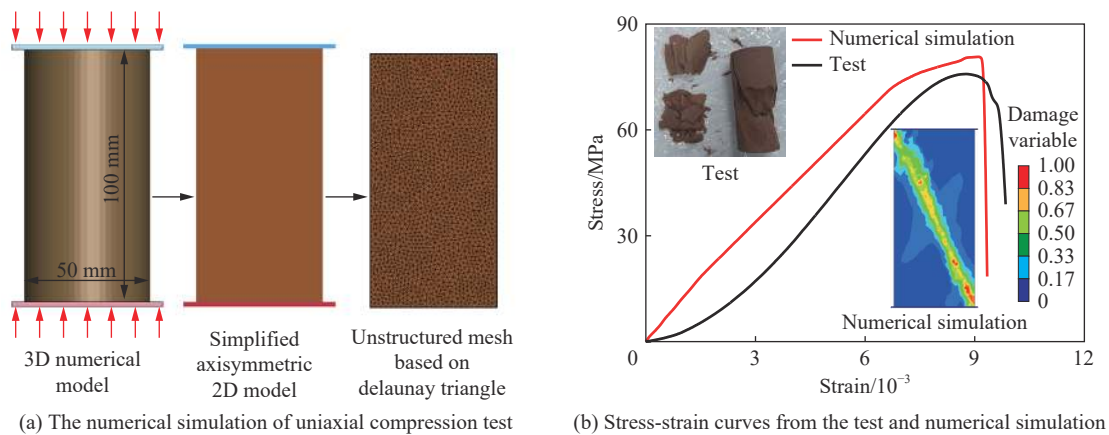 100 mm
50 mm
3D numerical
model
Simplified
axisymmetric
2D model
Unstructured mesh
based on
delaunay triangle
(a) The numerical simulation of uniaxial compression test
90
60
30
0
Stress/MPa
Numerical simulation
Test
Test
Damage
variable
1.00
0.83
0.67
0.50
0.33
0.17
0
Numerical simulation
0
3
6
9
12
Strain/10⁻³
(b) Stress-strain curves from the test and numerical simulation